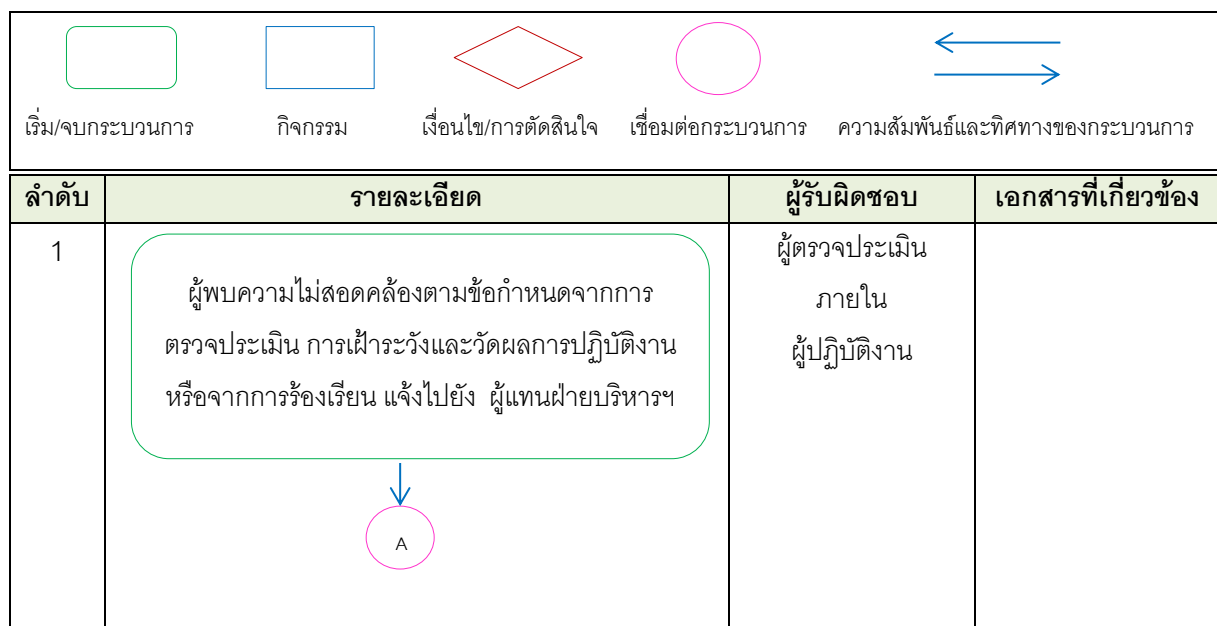 เริ่ม/จบกระบวนการ กิจกรรม เงื่อนไข/การตัดสินใจ เชื่อมต่อกระบวนการ ความสัมพันธ์และทิศทางของกระบวนการ
ลำดับ รายละเอียด ผู้รับผิดชอบ เอกสารที่เกี่ยวข้อง
1
ผู้พบความไม่สอดคล้องตามข้อกำหนดจากการ
ตรวจประเมิน การเฝ้าระวังและวัดผลการปฏิบัติงาน
หรือจากการร้องเรียน แจ้งไปยัง ผู้แทนฝ่ายบริหารฯ
A
ผู้ตรวจประเมิน
ภายใน
ผู้ปฏิบัติงาน